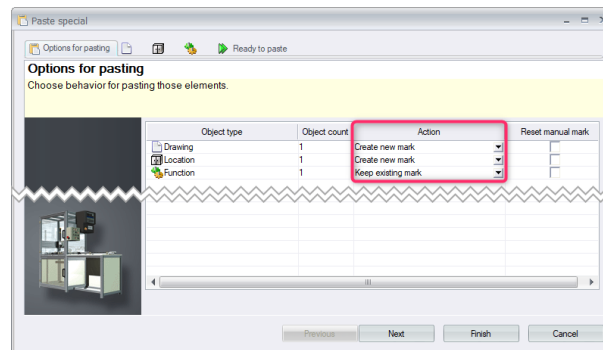 Paste special
Options for pasting
Ready to paste
Options for pasting
Choose behavior for pasting those elements.
Object type Object count Action Reset manual mark
Drawing 1 Create new mark
Location 1 Create new mark
Function 1 Keep existing mark
Previous Next Finish Cancel